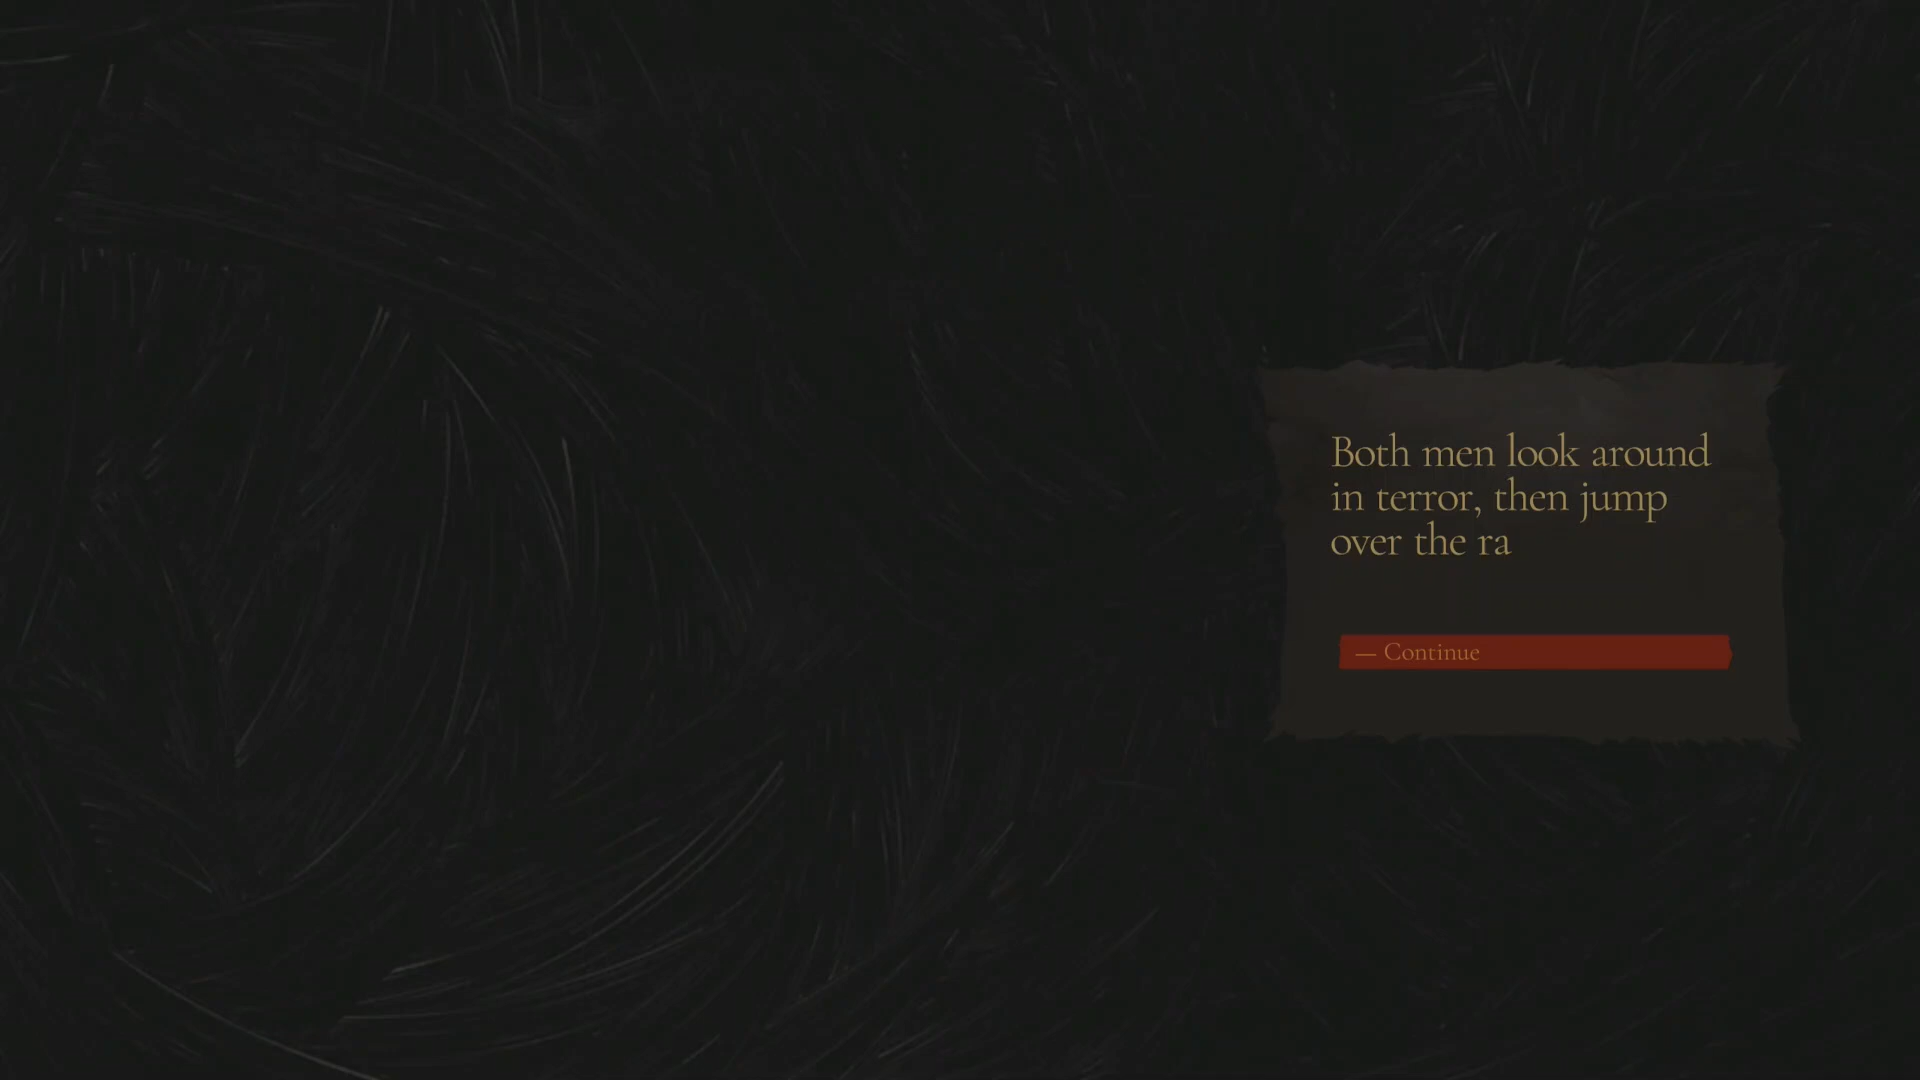 Both men look around
in terror, then jump
over the ra
— Continue